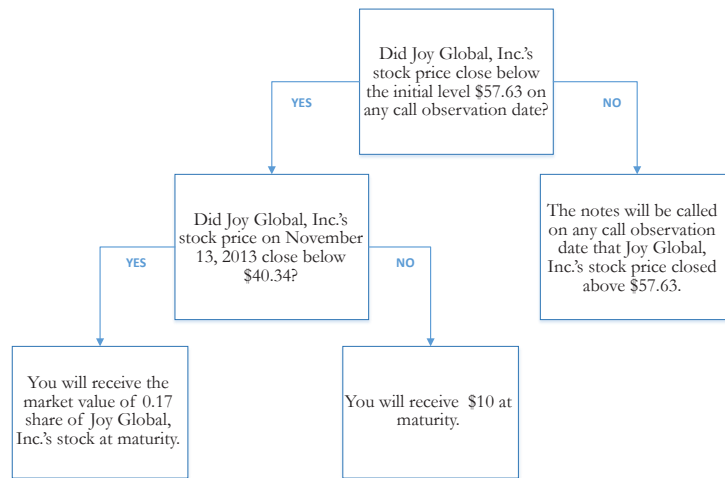 Did Joy Global, Inc.'s
stock price close below
the initial level $57.63 on
any call observation date?
YES
NO
Did Joy Global, Inc.'s
stock price on November
13, 2013 close below
$40.34?
The notes will be called
on any call observation
date that Joy Global,
Inc.'s stock price closed
above $57.63.
YES
NO
You will receive the
market value of 0.17
share of Joy Global,
Inc.'s stock at maturity.
You will receive $10 at
maturity.